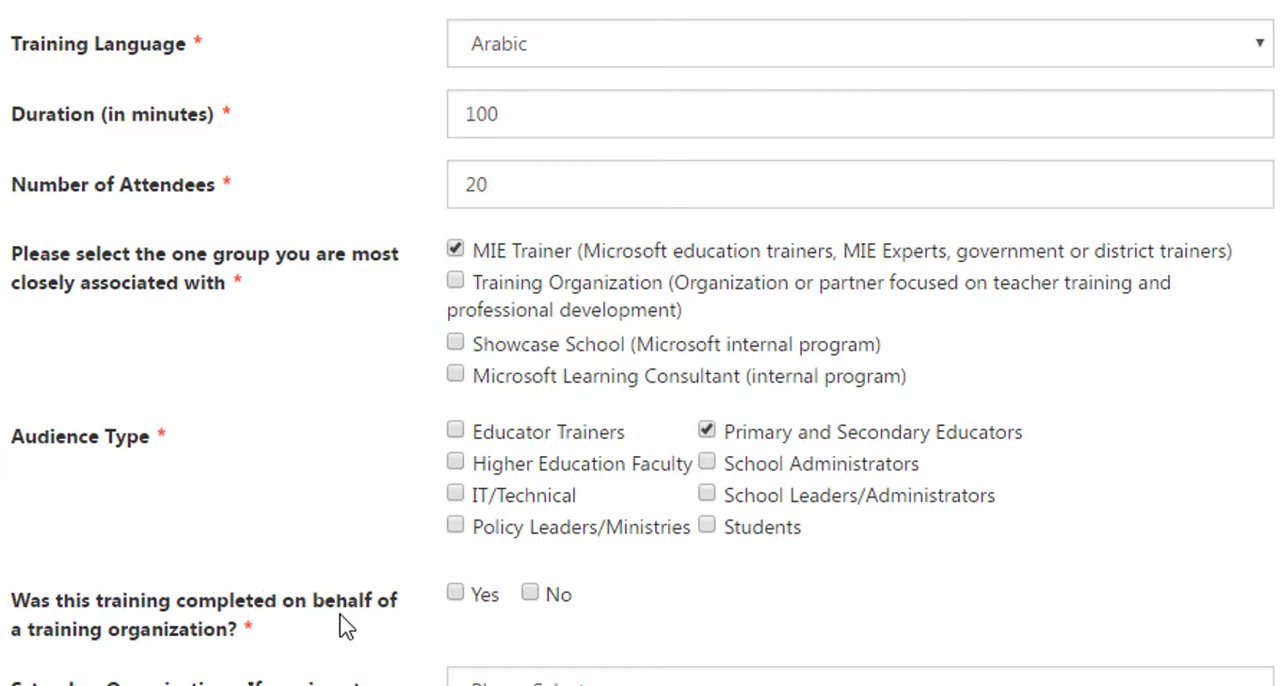 Training Language * Arabic
Duration (in minutes) * 100
Number of Attendees * 20
Please select the one group you are most
closely associated with *
MIE Trainer (Microsoft education trainers, MIE Experts, government or district trainers)
Training Organization (Organization or partner focused on teacher training and
professional development)
Showcase School (Microsoft internal program)
Microsoft Learning Consultant (internal program)
Audience Type *
Educator Trainers Primary and Secondary Educators
Higher Education Faculty School Administrators
IT/Technical School Leaders/Administrators
Policy Leaders/Ministries Students
Was this training completed on behalf of
a training organization? *
Yes No